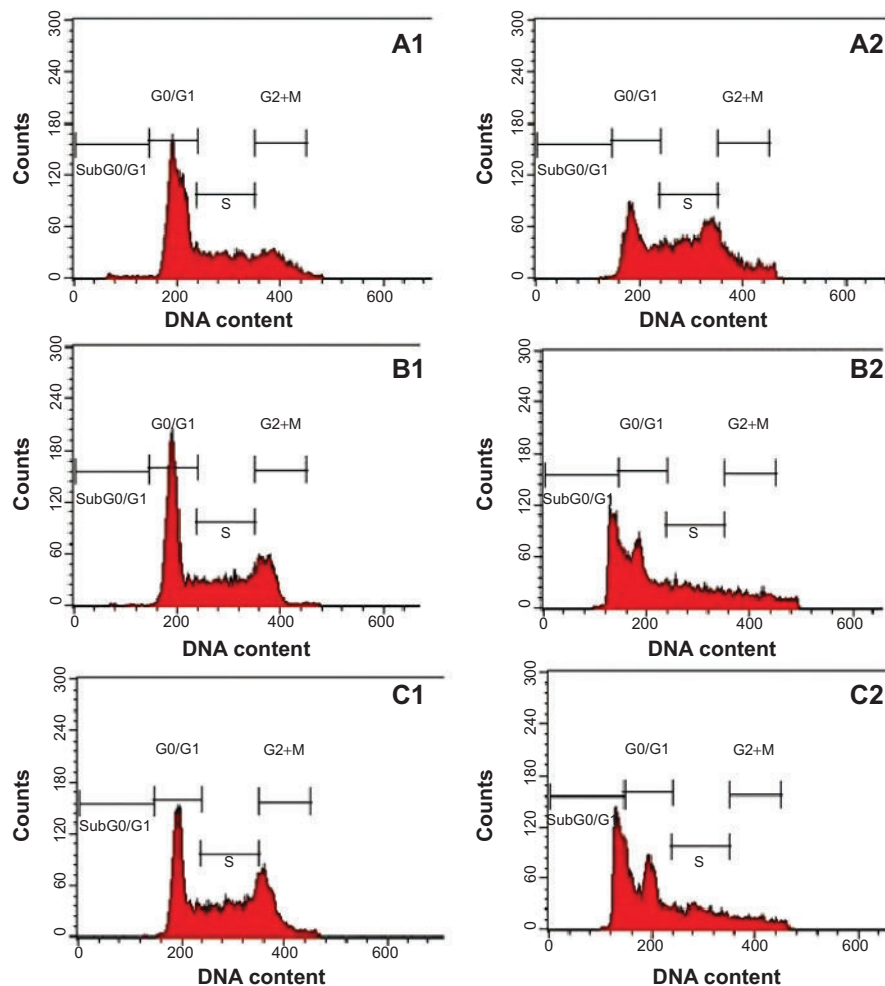 A1
300
240
180
120
60
0
Counts
G0/G1
G2+M
SubG0/G1
S
0 200 400 600
DNA content
A2
300
240
180
120
60
0
Counts
G0/G1
G2+M
SubG0/G1
S
0 200 400 600
DNA content
B1
300
240
180
120
60
0
Counts
G0/G1
G2+M
SubG0/G1
S
0 200 400 600
DNA content
B2
300
240
180
120
60
0
Counts
G0/G1
G2+M
SubG0/G1
S
0 200 400 600
DNA content
C1
300
240
180
120
60
0
Counts
G0/G1
G2+M
SubG0/G1
S
0 200 400 600
DNA content
C2
300
240
180
120
60
0
Counts
G0/G1
G2+M
SubG0/G1
S
0 200 400 600
DNA content